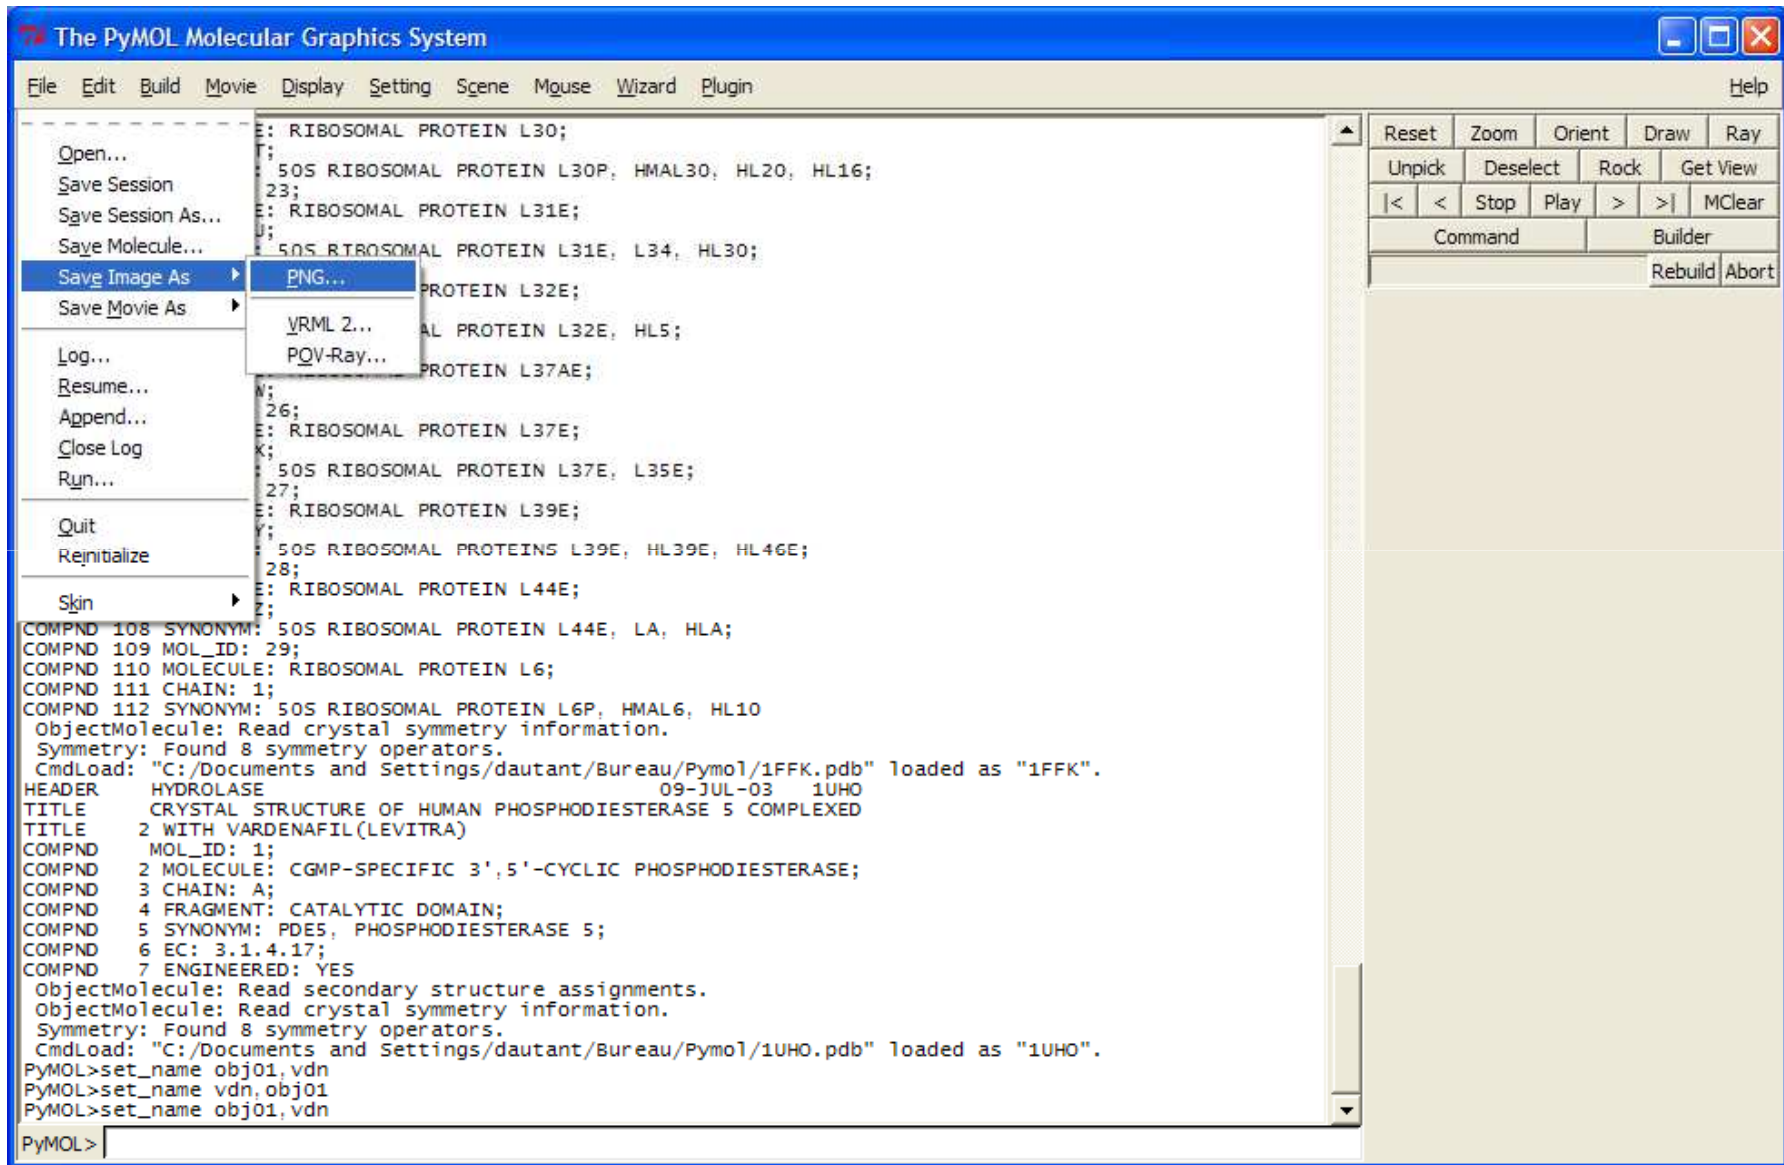 The PyMOL Molecular Graphics System
File Edit Build Movie Display Setting Scene Mouse Wizard Plugin Help
Open...
Save Session
Save Session As...
Save Molecule...
Save Image As
Save Movie As
Log...
Resume...
Append...
Close Log
Run...
Quit
Reinitialize
Skin
PNG...
VRML 2...
POV-Ray...
E: RIBOSOMAL PROTEIN L30;
T;
: 50S RIBOSOMAL PROTEIN L30P, HMAL30, HL20, HL16;
23;
E: RIBOSOMAL PROTEIN L31E;
U;
: 50S RIBOSOMAL PROTEIN L31E, L34, HL30;
PROTEIN L32E;
AL PROTEIN L32E, HL5;
PROTEIN L37AE;
W;
26;
E: RIBOSOMAL PROTEIN L37E;
X;
: 50S RIBOSOMAL PROTEIN L37E, L35E;
27;
E: RIBOSOMAL PROTEIN L39E;
Y;
: 50S RIBOSOMAL PROTEINS L39E, HL39E, HL46E;
28;
E: RIBOSOMAL PROTEIN L44E;
Z;
COMPND 108 SYNONYM: 50S RIBOSOMAL PROTEIN L44E, LA, HLA;
COMPND 109 MOL_ID: 29;
COMPND 110 MOLECULE: RIBOSOMAL PROTEIN L6;
COMPND 111 CHAIN: 1;
COMPND 112 SYNONYM: 50S RIBOSOMAL PROTEIN L6P, HMAL6, HL10
ObjectMolecule: Read crystal symmetry information.
Symmetry: Found 8 symmetry operators.
CmdLoad: "C:/Documents and Settings/dautant/Bureau/Pymol/1FFK.pdb" loaded as "1FFK".
HEADER HYDROLASE 09-JUL-03 1UHO
TITLE CRYSTAL STRUCTURE OF HUMAN PHOSPHODIESTERASE 5 COMPLEXED
TITLE 2 WITH VARDENAFIL(LEVITRA)
COMPND MOL_ID: 1;
COMPND 2 MOLECULE: CGMP-SPECIFIC 3',5'-CYCLIC PHOSPHODIESTERASE;
COMPND 3 CHAIN: A;
COMPND 4 FRAGMENT: CATALYTIC DOMAIN;
COMPND 5 SYNONYM: PDE5, PHOSPHODIESTERASE 5;
COMPND 6 EC: 3.1.4.17;
COMPND 7 ENGINEERED: YES
ObjectMolecule: Read secondary structure assignments.
ObjectMolecule: Read crystal symmetry information.
Symmetry: Found 8 symmetry operators.
CmdLoad: "C:/Documents and Settings/dautant/Bureau/Pymol/1UHO.pdb" loaded as "1UHO".
PyMOL>set_name obj01,vdn
PyMOL>set_name vdn,obj01
PyMOL>set_name obj01,vdn
PyMOL>
Reset Zoom Orient Draw Ray
Unpick Deselect Rock Get View
|< < Stop Play > >| MClear
Command Builder
Rebuild Abort